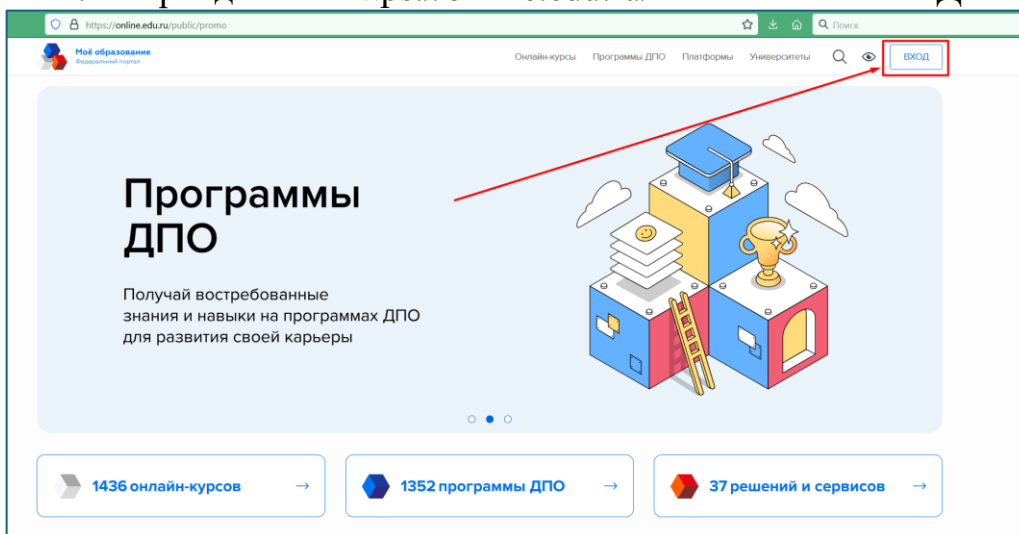 https://online.edu.ru/public/promo
Поиск
Моё образование
Федеральный портал
Онлайн-курсы Программы ДПО Платформы Университеты ВХОД
Программы
ДПО
Получай востребованные
знания и навыки на программах ДПО
для развития своей карьеры
1436 онлайн-курсов →
1352 программы ДПО →
37 решений и сервисов →